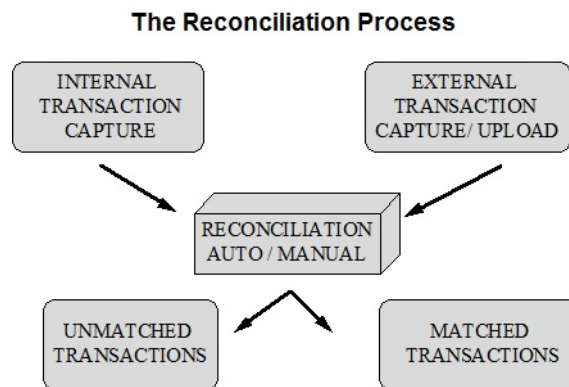 The Reconciliation Process
INTERNAL
TRANSACTION
CAPTURE
EXTERNAL
TRANSACTION
CAPTURE/ UPLOAD
RECONCILIATION
AUTO / MANUAL
UNMATCHED
TRANSACTIONS
MATCHED
TRANSACTIONS